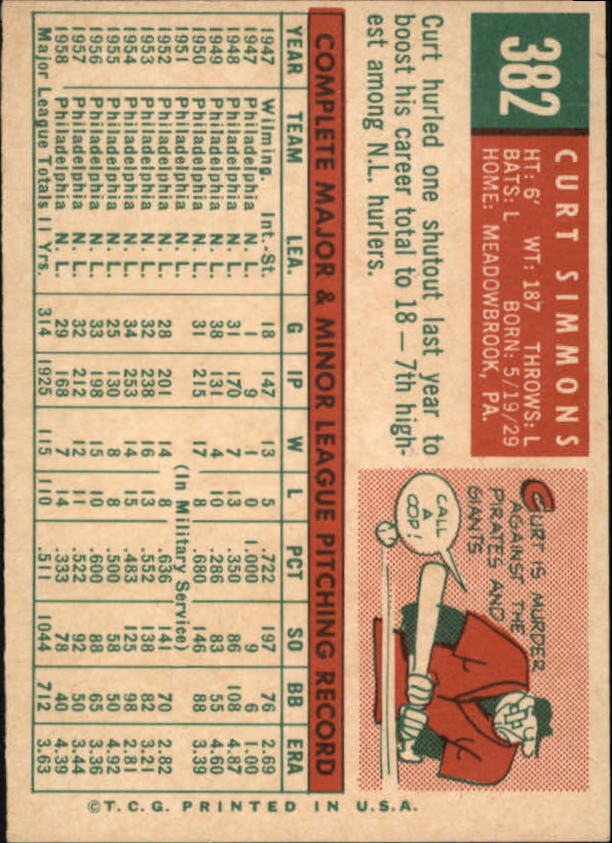 382
CURT SIMMONS
HT: 6' WT: 187 THROWS: L
BATS: L BORN: 5/19/29
HOME: MEADOWBROOK, PA.
Curt hurled one shutout last year to
boost his career total to 18—7th high-
est among N.L. hurlers.
CURT IS MURDER
AGAINST THE
PIRATES AND
GIANTS
CALL
A
COP!
COMPLETE MAJOR & MINOR LEAGUE PITCHING RECORD
YEAR TEAM LEA. G IP W L PCT SO BB ERA
1947 Wilming. Int.-St. 18 147 13 5 .722 197 76 2.69
1947 Philadelphia N. L. 1 9 1 0 1.000 9 6 1.00
1948 Philadelphia N. L. 31 170 7 13 .350 86 108 4.87
1949 Philadelphia N. L. 38 131 4 10 .286 83 55 4.60
1950 Philadelphia N. L. 31 215 17 8 .680 146 88 3.39
1951 Philadelphia N. L. (In Military Service)
1952 Philadelphia N. L. 28 201 14 8 .636 141 70 2.82
1953 Philadelphia N. L. 32 238 16 13 .552 138 82 3.21
1954 Philadelphia N. L. 34 253 14 15 .483 125 98 2.81
1955 Philadelphia N. L. 25 130 8 8 .500 58 50 4.92
1956 Philadelphia N. L. 33 198 15 10 .600 88 65 3.36
1957 Philadelphia N. L. 32 212 12 11 .522 92 50 3.44
1958 Philadelphia N. L. 29 168 7 14 .333 78 40 4.39
Major League Totals 11 Yrs. 314 1925 115 110 .511 1044 712 3.63
©T.C.G. PRINTED IN U.S.A.